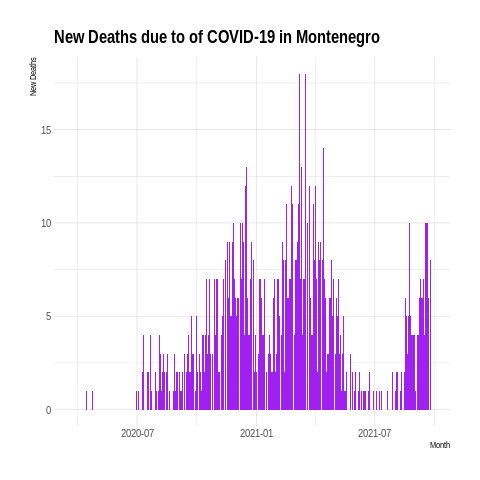 New Deaths due to of COVID-19 in Montenegro
New Deaths
15
10
5
0
2020-07
2021-01
2021-07
Month